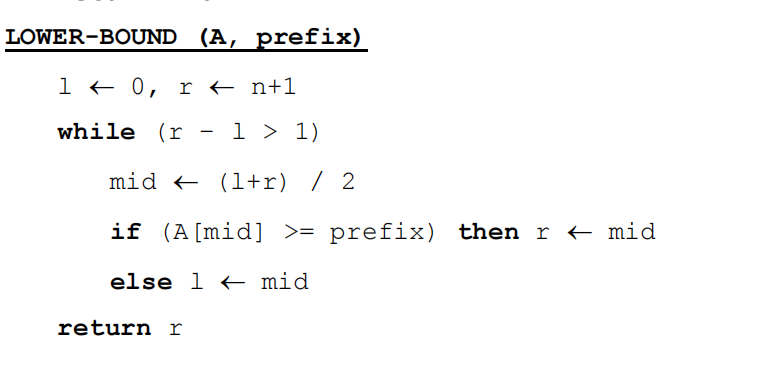 LOWER-BOUND (A, prefix)
l ← 0, r ← n+1
while (r - l > 1)
mid ← (l+r) / 2
if (A[mid] >= prefix) then r ← mid
else l ← mid
return r